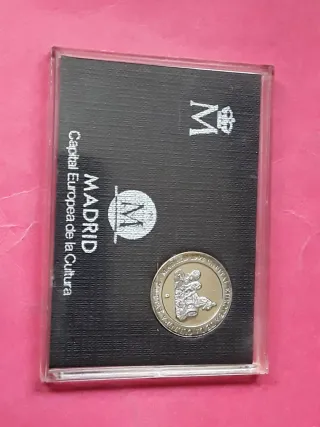 M
M
MADRID
Capital Europea de la Cultura